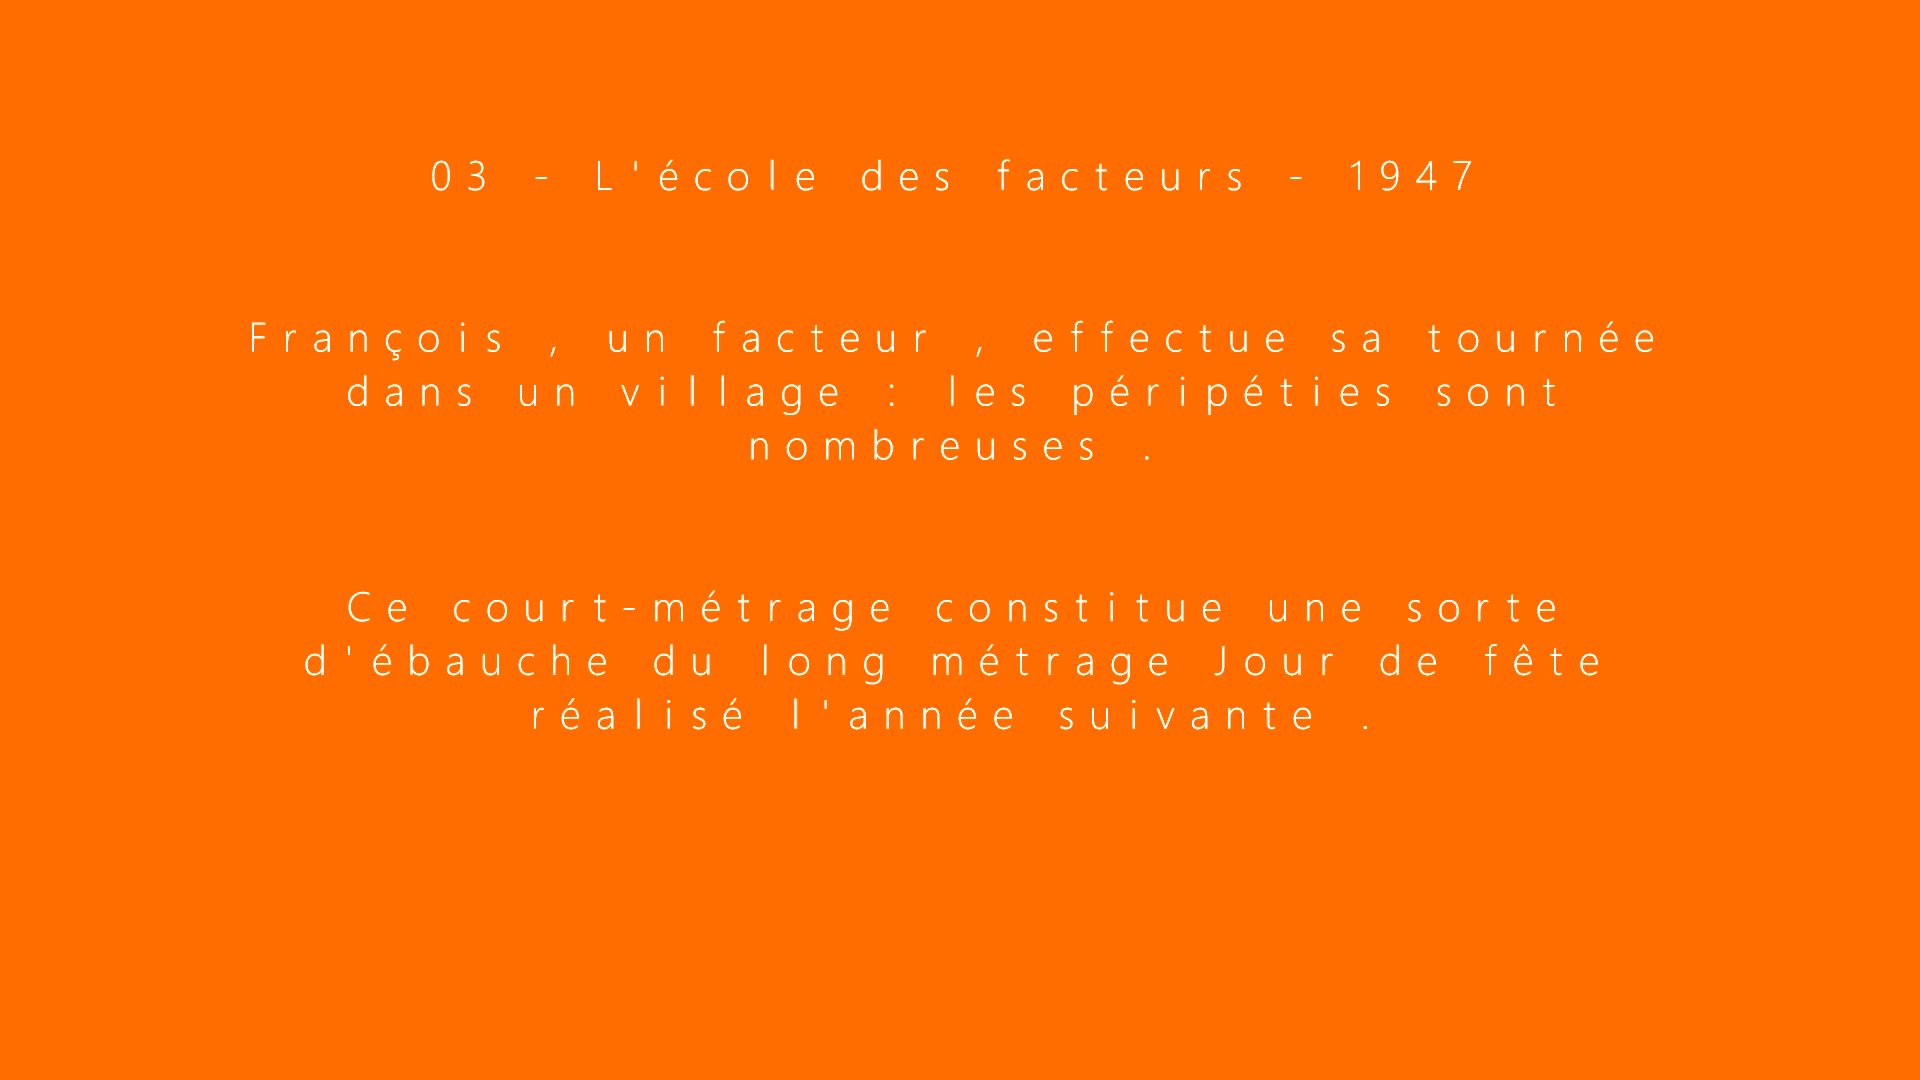 03 - L'école des facteurs - 1947
François , un facteur , effectue sa tournée
dans un village : les péripéties sont
nombreuses .
Ce court-métrage constitue une sorte
d'ébauche du long métrage Jour de fête
réalisé l'année suivante .